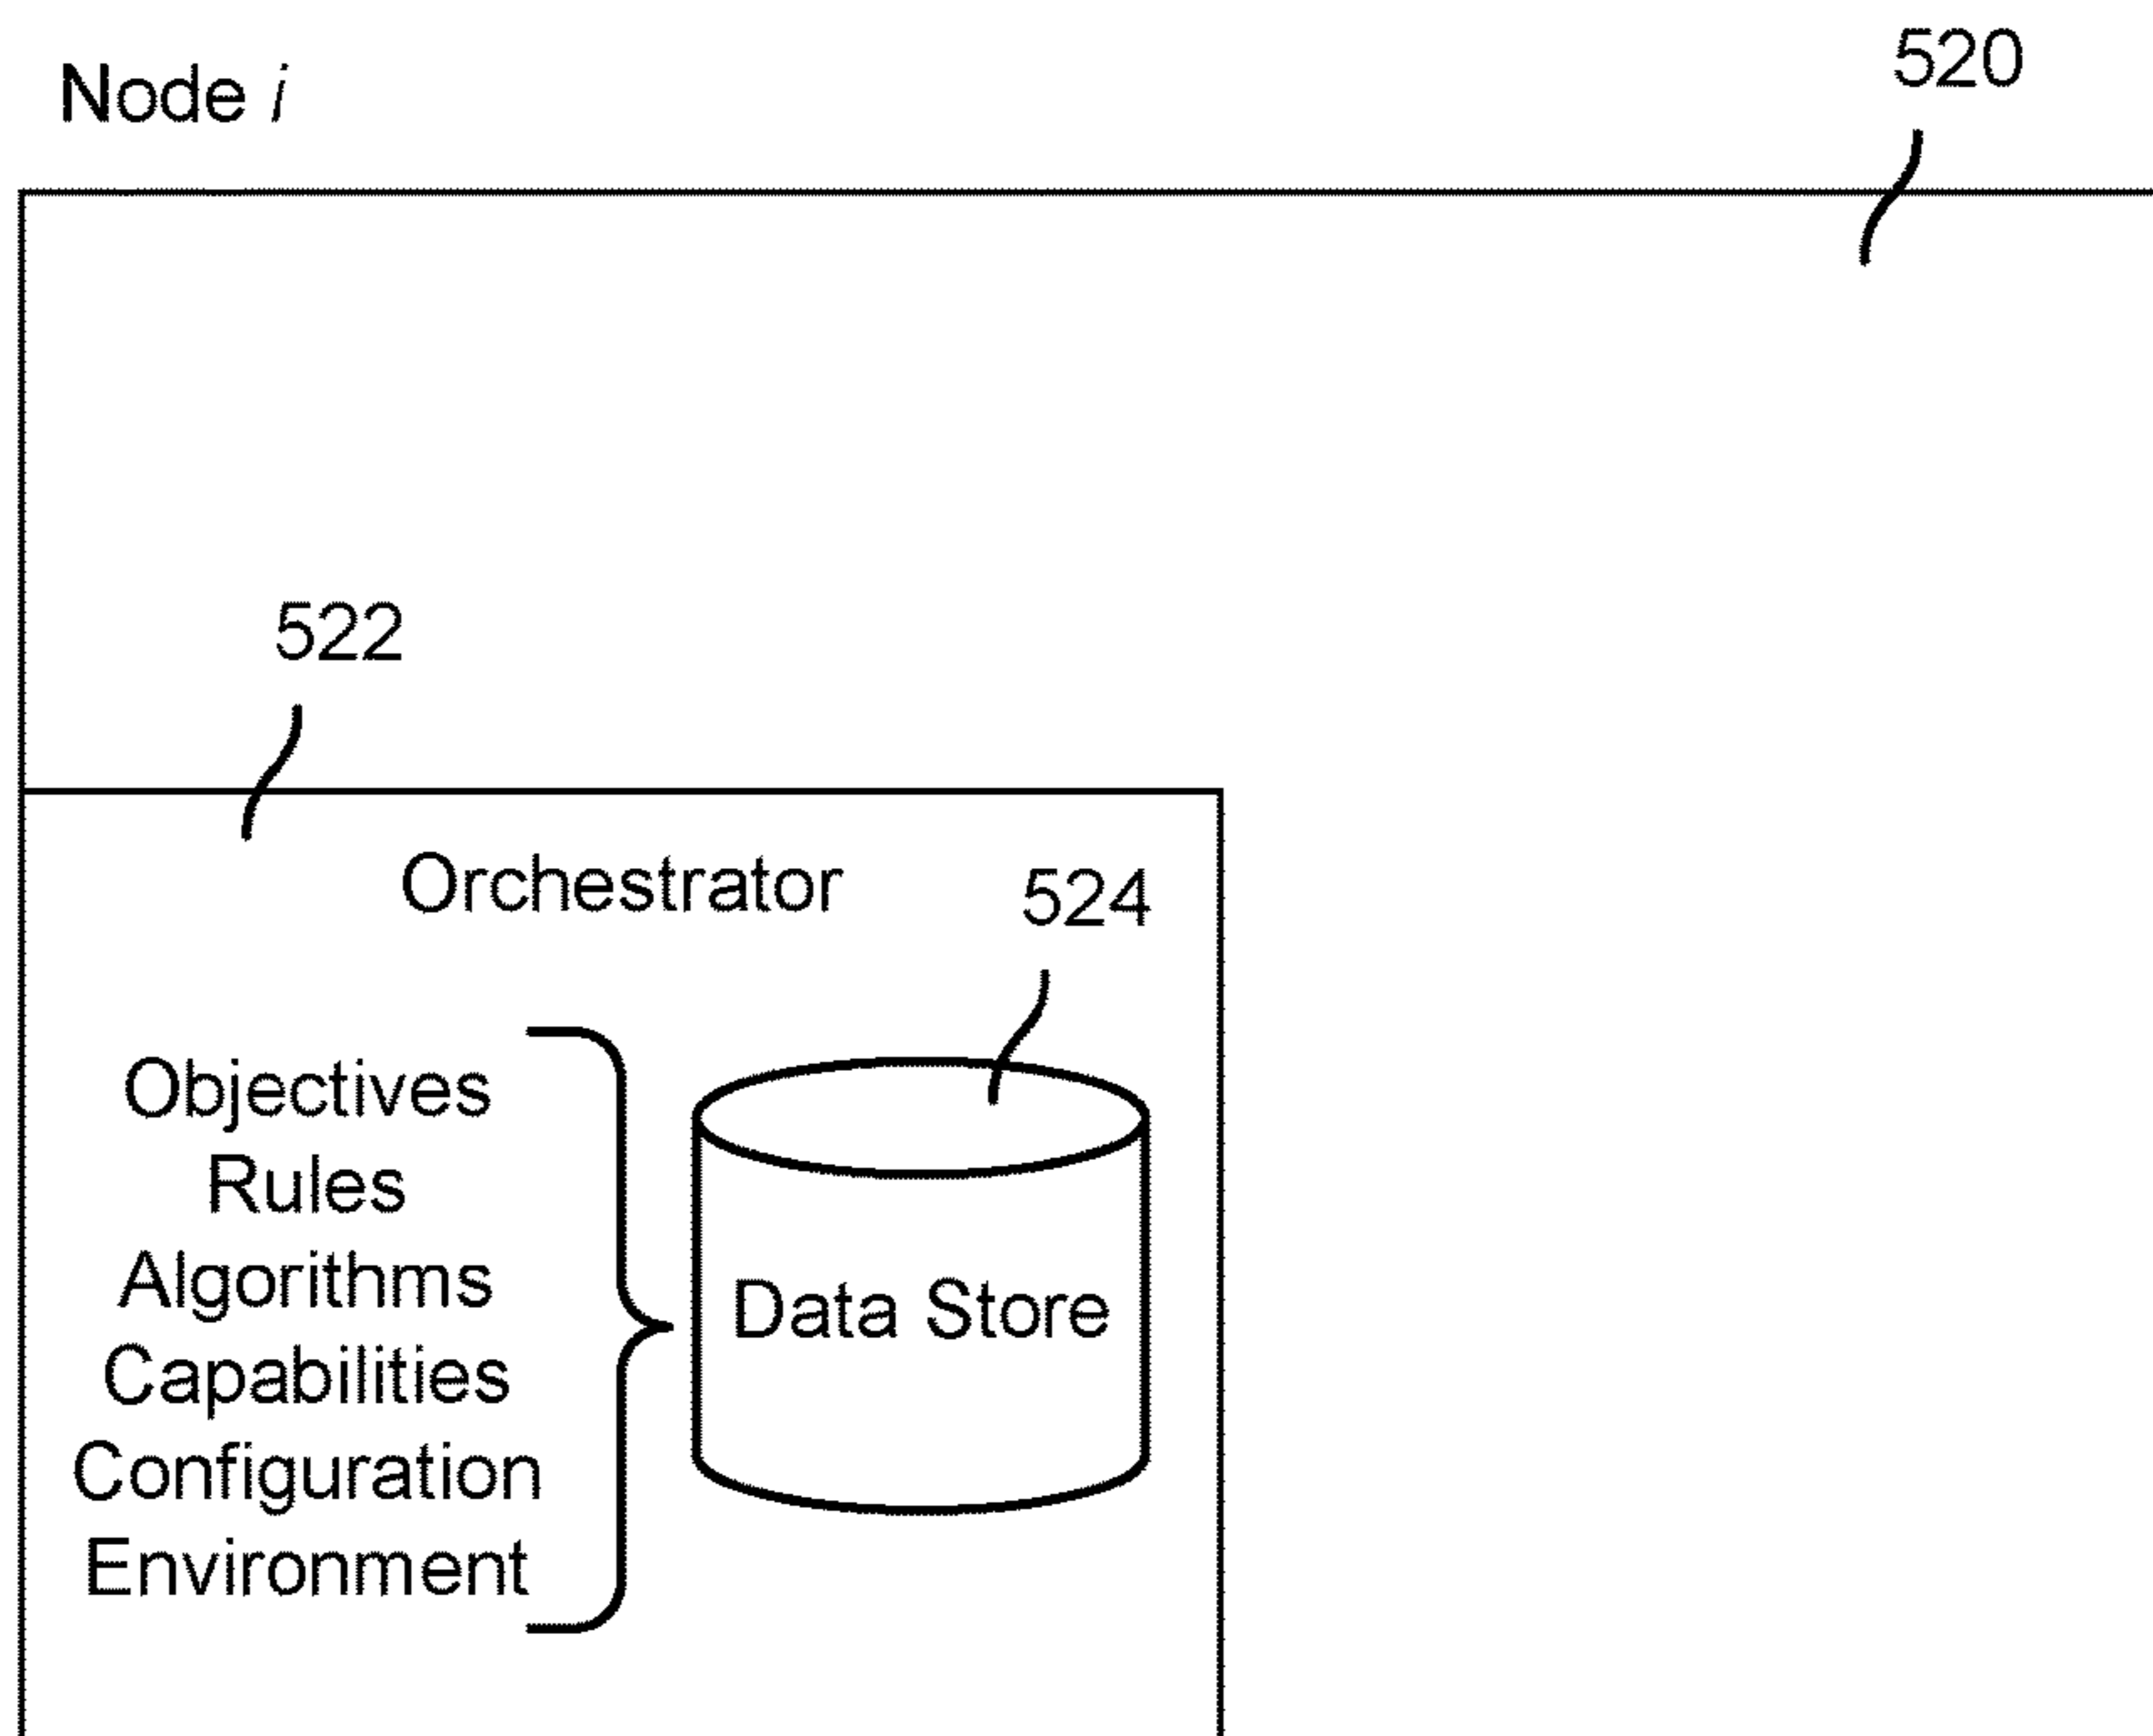 520
Node i
522
Orchestrator
524
Objectives
Rules
Algorithms
Capabilities
Configuration
Environment
Data Store